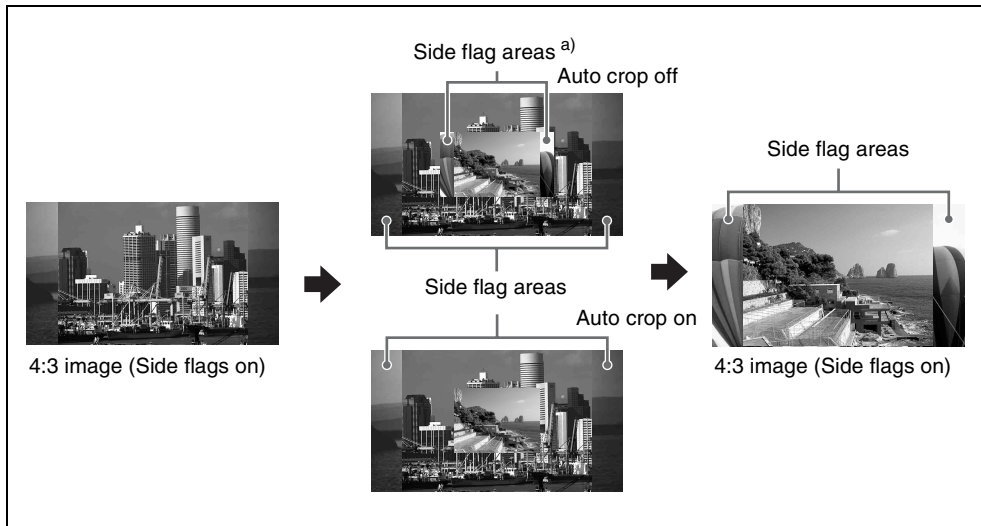 Side flag areas a)
Auto crop off
Side flag areas
Side flag areas
Auto crop on
4:3 image (Side flags on)
4:3 image (Side flags on)